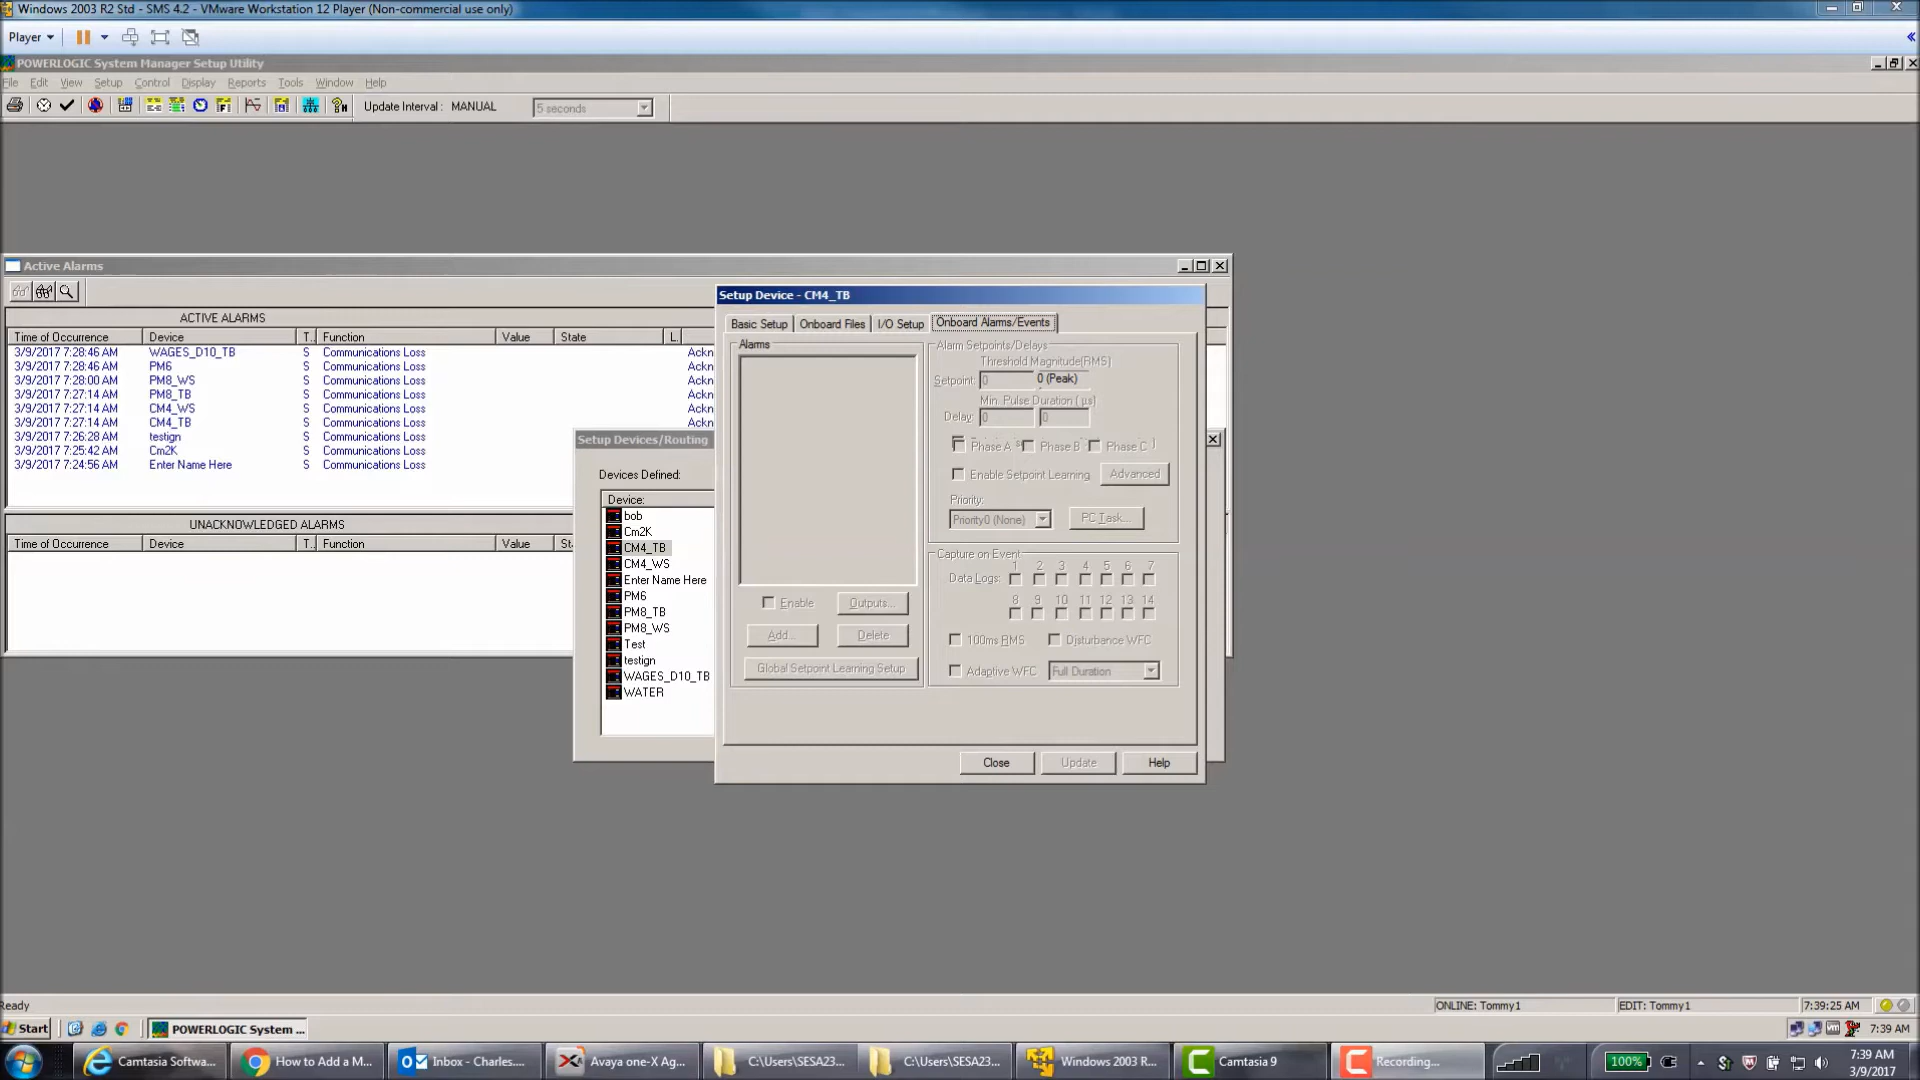 Windows 2003 R2 Std - SMS 4.2 - VMware Workstation 12 Player (Non-commercial use only)
Player
POWERLOGIC System Manager Setup Utility
File Edit View Setup Control Display Reports Tools Window Help
Update Interval : MANUAL 5 seconds
Active Alarms
ACTIVE ALARMS
Time of Occurrence Device T.. Function Value State L.
3/9/2017 7:28:46 AM WAGES_D10_TB S Communications Loss Ackn
3/9/2017 7:28:46 AM PM6 S Communications Loss Ackn
3/9/2017 7:28:00 AM PM8_WS S Communications Loss Ackn
3/9/2017 7:27:14 AM PM8_TB S Communications Loss Ackn
3/9/2017 7:27:14 AM CM4_WS S Communications Loss Ackn
3/9/2017 7:27:14 AM CM4_TB S Communications Loss Ackn
3/9/2017 7:26:28 AM testign S Communications Loss
3/9/2017 7:25:42 AM Cm2K S Communications Loss
3/9/2017 7:24:56 AM Enter Name Here S Communications Loss
UNACKNOWLEDGED ALARMS
Time of Occurrence Device T.. Function Value St
Setup Devices/Routing
Devices Defined:
Device:
bob
Cm2K
CM4_TB
CM4_WS
Enter Name Here
PM6
PM8_TB
PM8_WS
Test
testign
WAGES_D10_TB
WATER
Setup Device - CM4_TB
Basic Setup Onboard Files I/O Setup Onboard Alarms/Events
Alarms
Enable Outputs...
Add... Delete
Global Setpoint Learning Setup
Alarm Setpoints/Delays
Threshold Magnitude(RMS)
Setpoint: 0 0 (Peak)
Min. Pulse Duration ( µs)
Delay: 0 0
Phase A Phase B Phase C
Enable Setpoint Learning Advanced
Priority:
Priority0 (None) PC Task...
Capture on Event
1 2 3 4 5 6 7
Data Logs:
8 9 10 11 12 13 14
100ms RMS Disturbance WFC
Adaptive WFC Full Duration
Close Update Help
Ready ONLINE: Tommy1 EDIT: Tommy1 7:39:25 AM
Start POWERLOGIC System ... 7:39 AM
Camtasia Softwa... How to Add a M... Inbox - Charles.... Avaya one-X Ag... C:\Users\SESA23... C:\Users\SESA23... Windows 2003 R... Camtasia 9 Recording... 100% 7:39 AM
3/9/2017